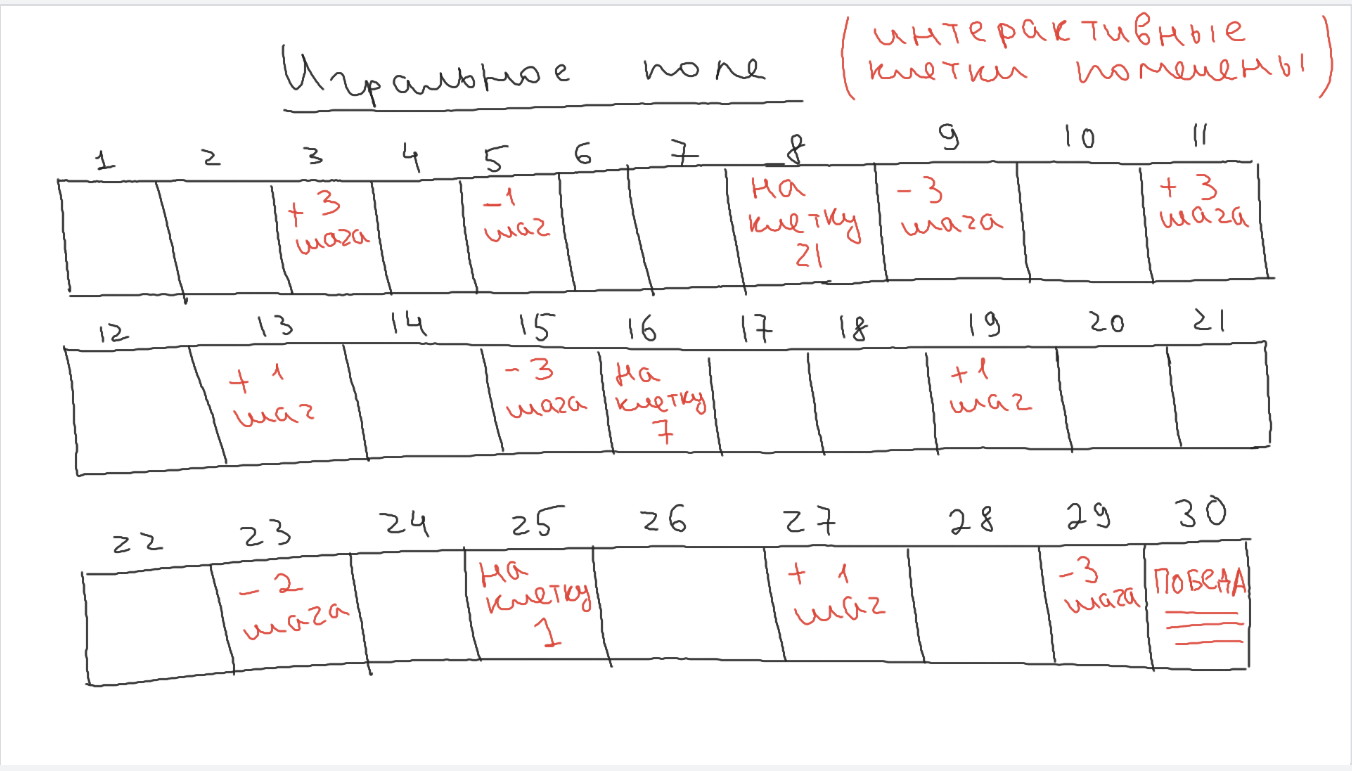 Игральное поле
(интерактивные
клетки помечены)
1 2 3 4 5 6 7 8 9 10 11
+ 3
шага
- 1
шаг
на
клетку
21
- 3
шага
+ 3
шага
12 13 14 15 16 17 18 19 20 21
+ 1
шаг
- 3
шага
на
клетку
7
+ 1
шаг
22 23 24 25 26 27 28 29 30
- 2
шага
на
клетку
1
+ 1
шаг
- 3
шага
ПОБЕДА